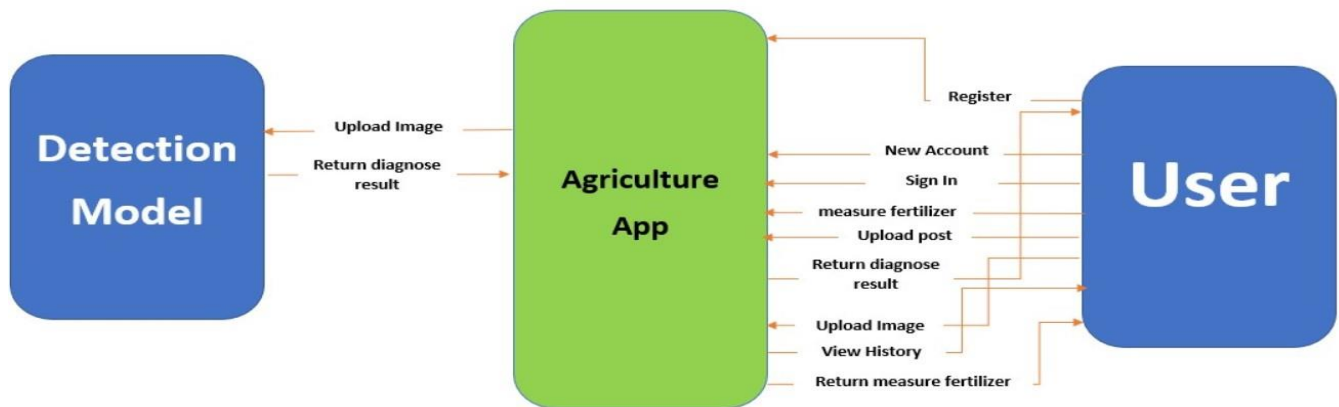 Detection
Model
Upload Image
Return diagnose
result
Agriculture
App
Register
New Account
Sign In
measure fertilizer
Upload post
Return diagnose
result
Upload Image
View History
Return measure fertilizer
User